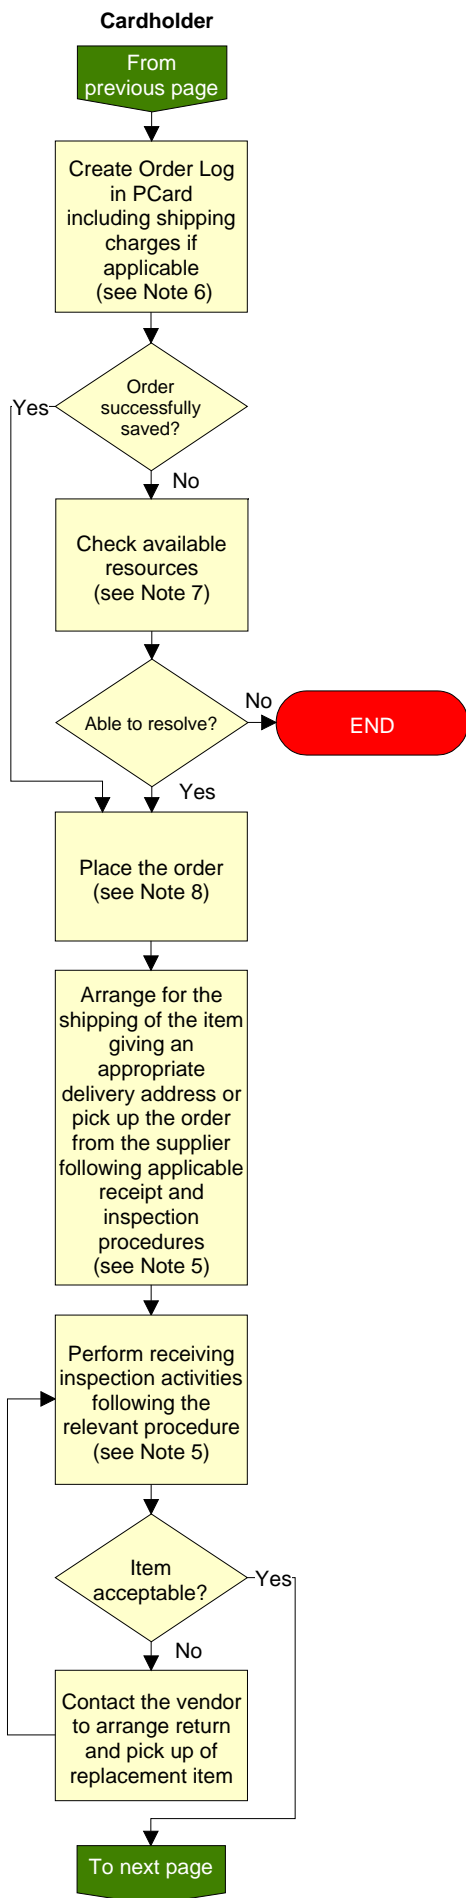 Cardholder
From
previous page
Create Order Log
in PCard
including shipping
charges if
applicable
(see Note 6)
Order
successfully
saved?
Yes
No
Check available
resources
(see Note 7)
Able to resolve?
No
END
Yes
Place the order
(see Note 8)
Arrange for the
shipping of the item
giving an
appropriate
delivery address or
pick up the order
from the supplier
following applicable
receipt and
inspection
procedures
(see Note 5)
Perform receiving
inspection activities
following the
relevant procedure
(see Note 5)
Item
acceptable?
Yes
No
Contact the vendor
to arrange return
and pick up of
replacement item
To next page